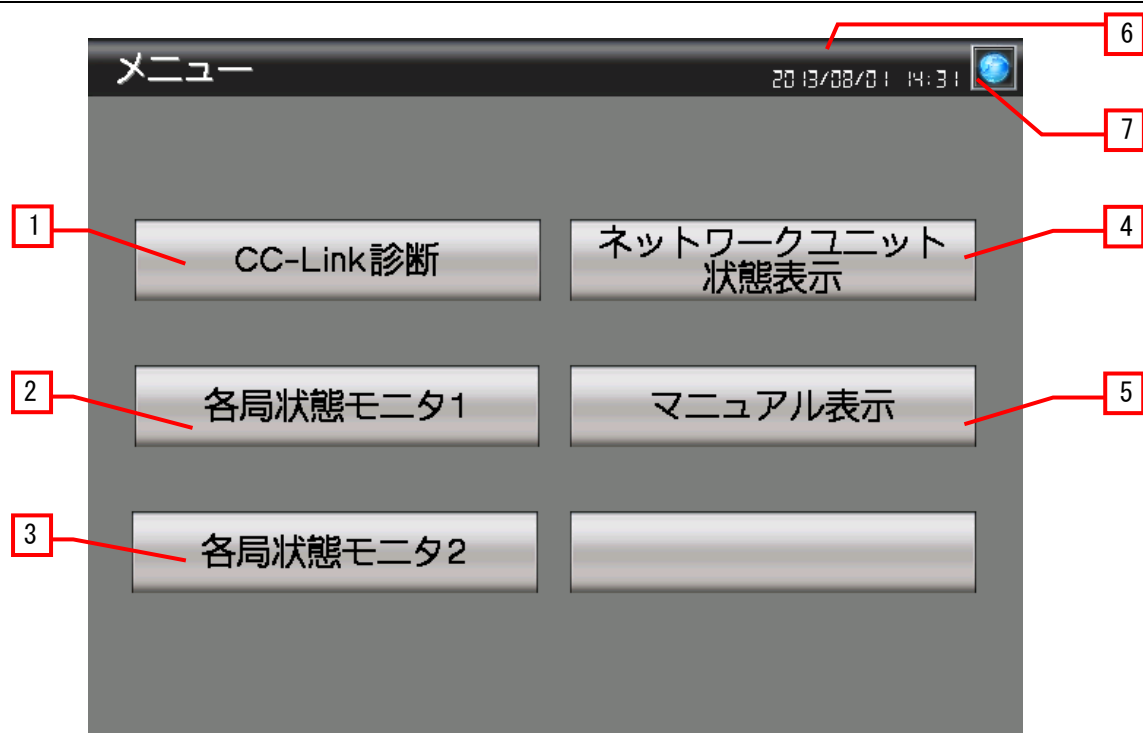 6
メニュー
2013/08/01 14:31
7
1
CC-Link診断
ネットワークユニット
状態表示
4
2
各局状態モニタ1
マニュアル表示
5
3
各局状態モニタ2